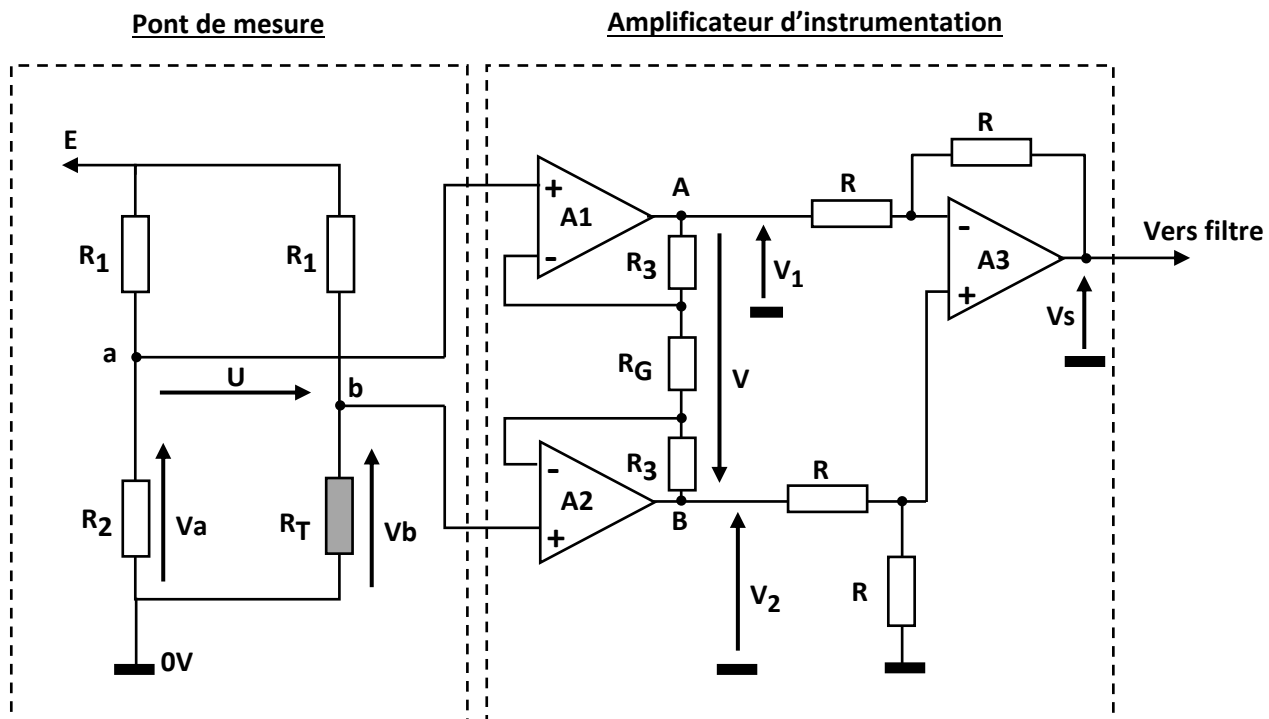 Pont de mesure
Amplificateur d'instrumentation
E
R1
R1
a
U
b
R2
Va
RT
Vb
0V
+
A1
-
A
R3
V1
RG
V
-
A2
+
R3
B
V2
R
R
-
A3
+
Vs
Vers filtre
R
R